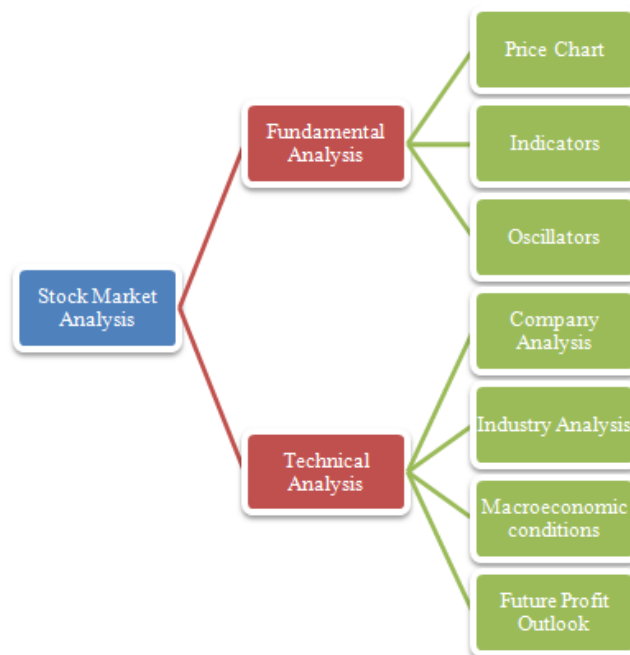 Stock Market
Analysis
Fundamental
Analysis
Price Chart
Indicators
Oscillators
Technical
Analysis
Company
Analysis
Industry Analysis
Macroeconomic
conditions
Future Profit
Outlook